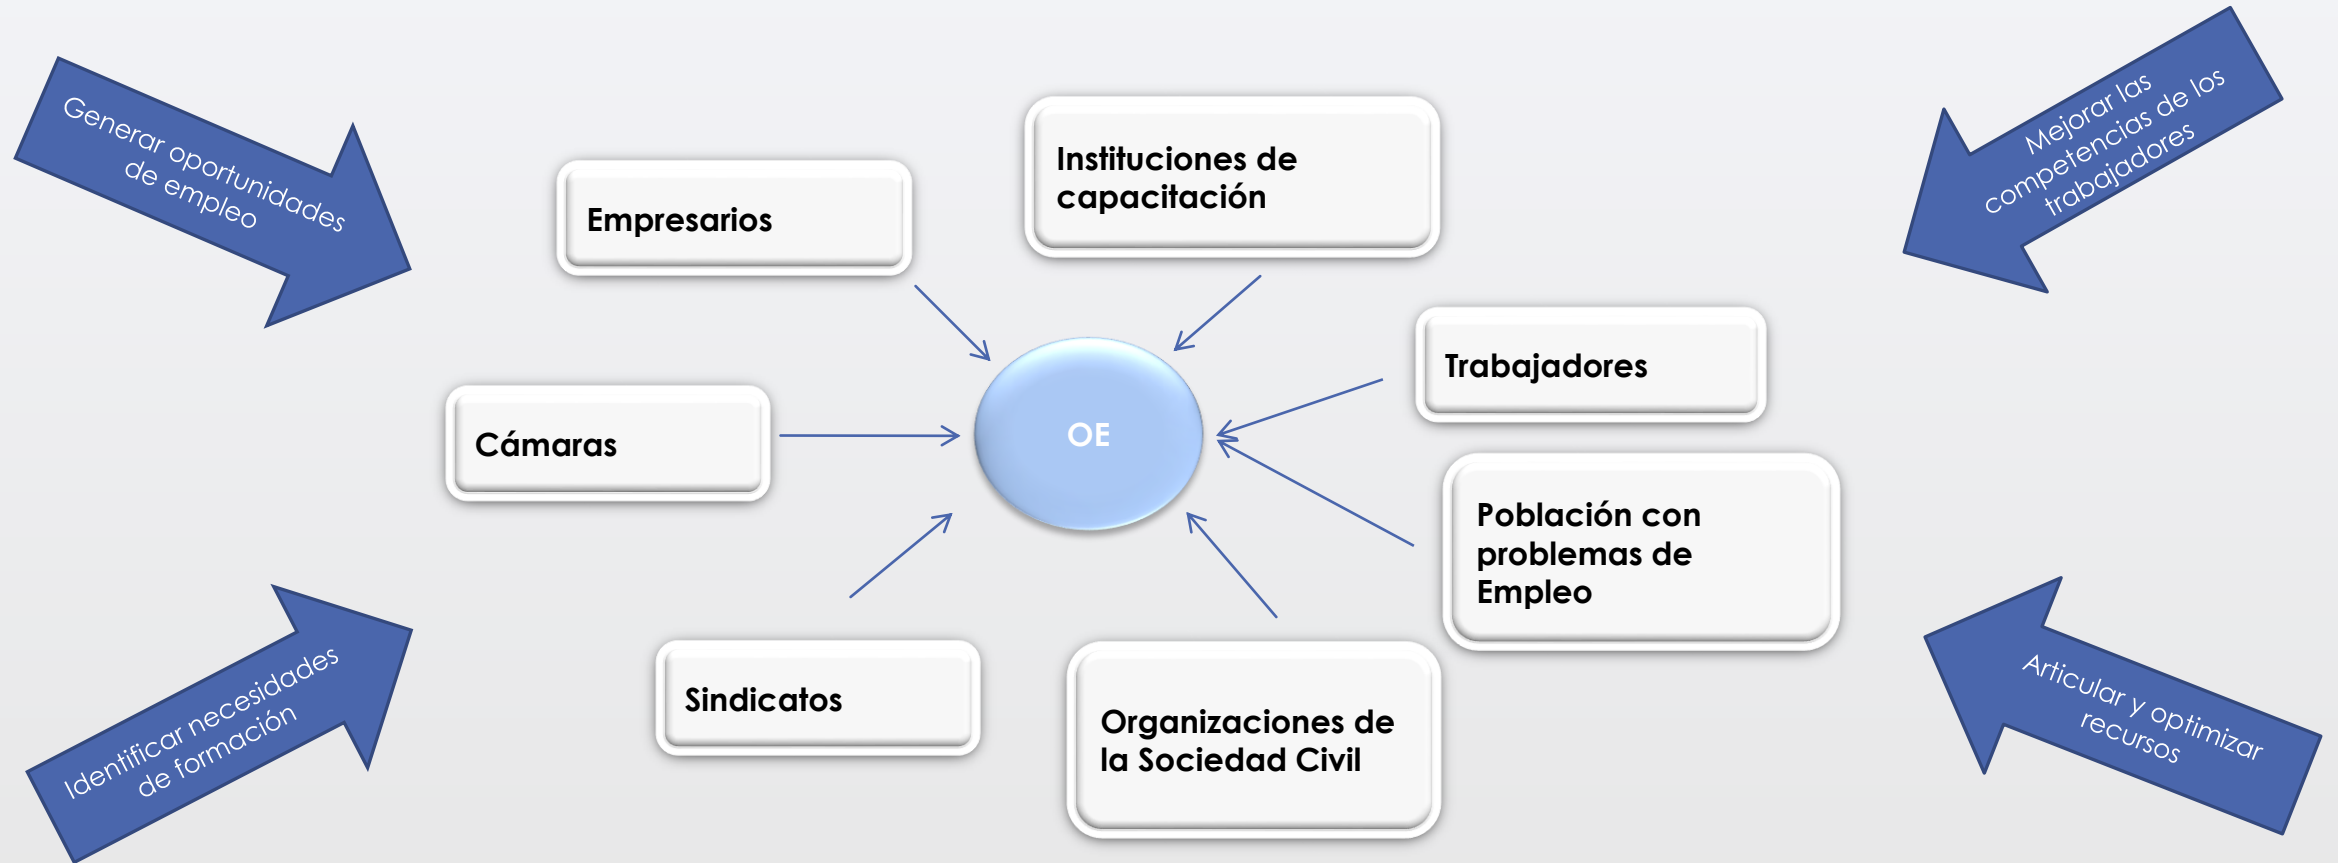 Generar oportunidades
de empleo
Mejorar las
competencias de los
trabajadores
Instituciones de
capacitación
Empresarios
Trabajadores
Cámaras
OE
Población con
problemas de
Empleo
Sindicatos
Organizaciones de
la Sociedad Civil
Identificar necesidades
de formación
Articular y optimizar
recursos